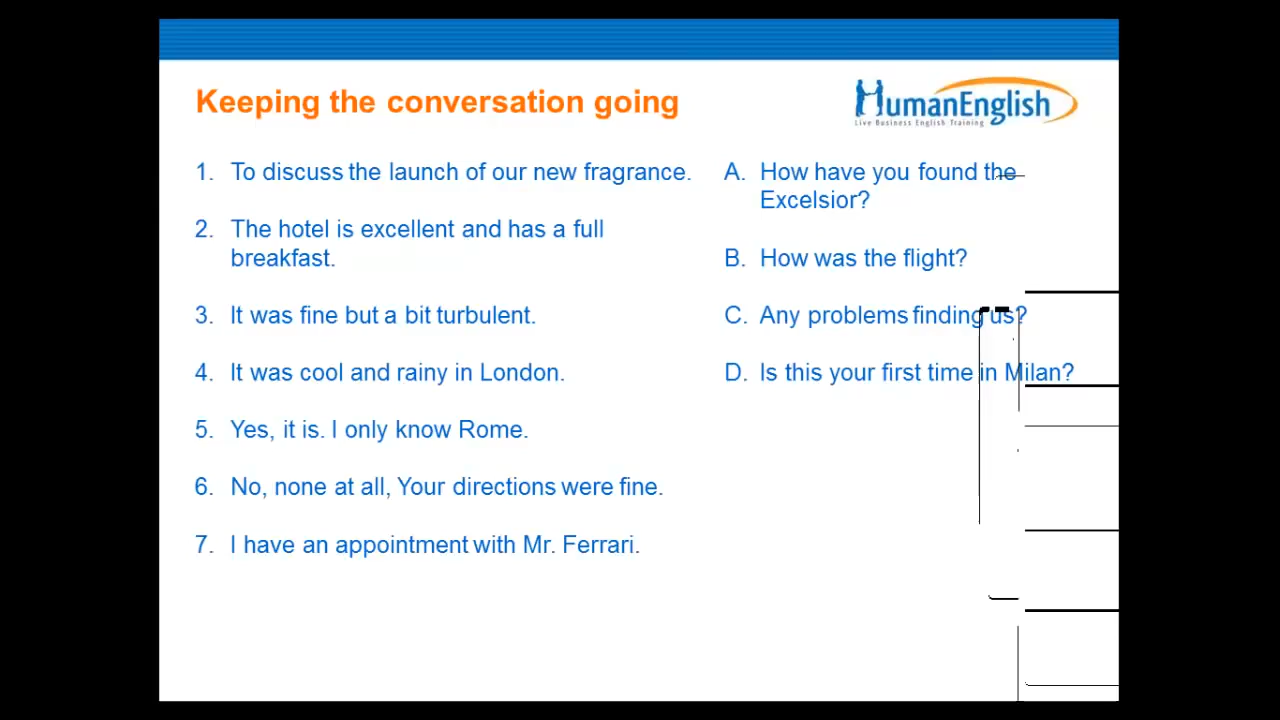 Keeping the conversation going
HumanEnglish
Live Business English Training
1. To discuss the launch of our new fragrance.
2. The hotel is excellent and has a full
breakfast.
3. It was fine but a bit turbulent.
4. It was cool and rainy in London.
5. Yes, it is. I only know Rome.
6. No, none at all, Your directions were fine.
7. I have an appointment with Mr. Ferrari.
A. How have you found the
Excelsior?
B. How was the flight?
C. Any problems finding us?
D. Is this your first time in Milan?